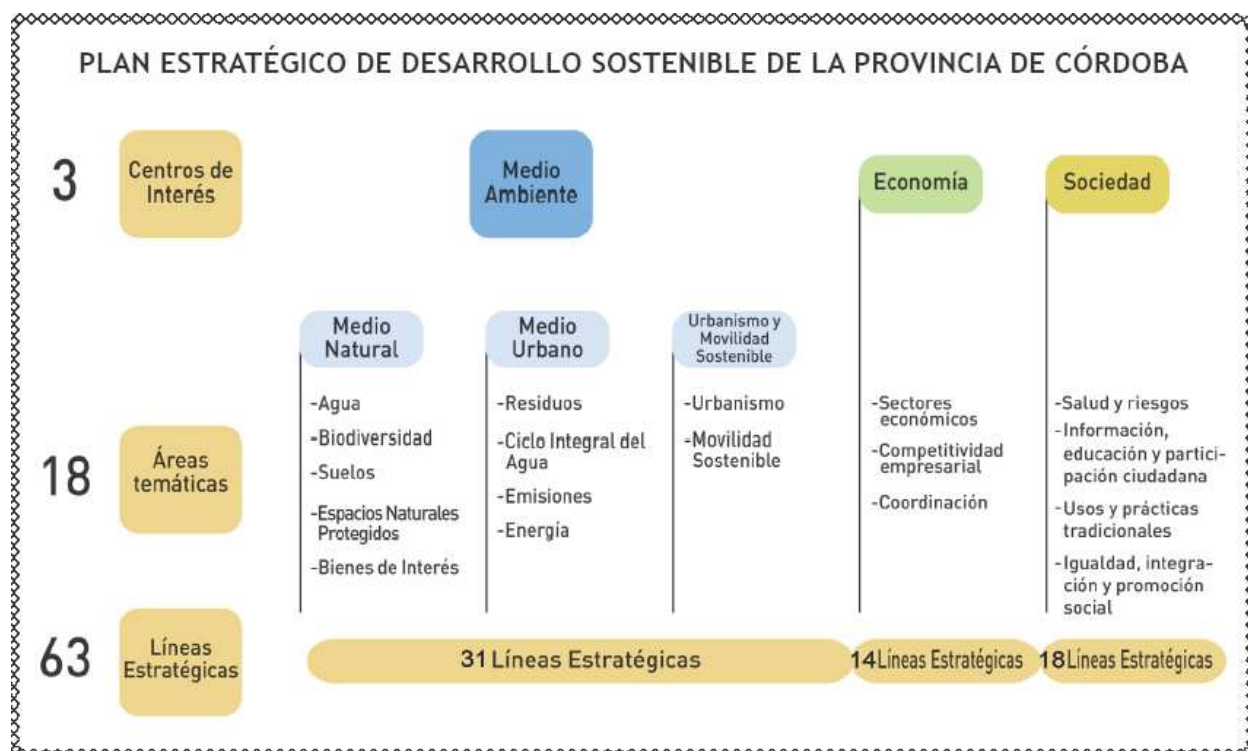 PLAN ESTRATÉGICO DE DESARROLLO SOSTENIBLE DE LA PROVINCIA DE CÓRDOBA
3
Centros de
Interés
Medio
Ambiente
Economía
Sociedad
Medio
Natural
Medio
Urbano
Urbanismo y
Movilidad
Sostenible
18
Áreas
temáticas
-Agua
-Biodiversidad
-Suelos
-Espacios Naturales
Protegidos
-Bienes de Interés
-Residuos
-Ciclo Integral del
Agua
-Emisiones
-Energía
-Urbanismo
-Movilidad
Sostenible
-Sectores
económicos
-Competitividad
empresarial
-Coordinación
-Salud y riesgos
-Información,
educación y partici-
pación ciudadana
-Usos y prácticas
tradicionales
-Igualdad, integra-
ción y promoción
social
63
Líneas
Estratégicas
31 Líneas Estratégicas
14 Líneas Estratégicas
18 Líneas Estratégicas